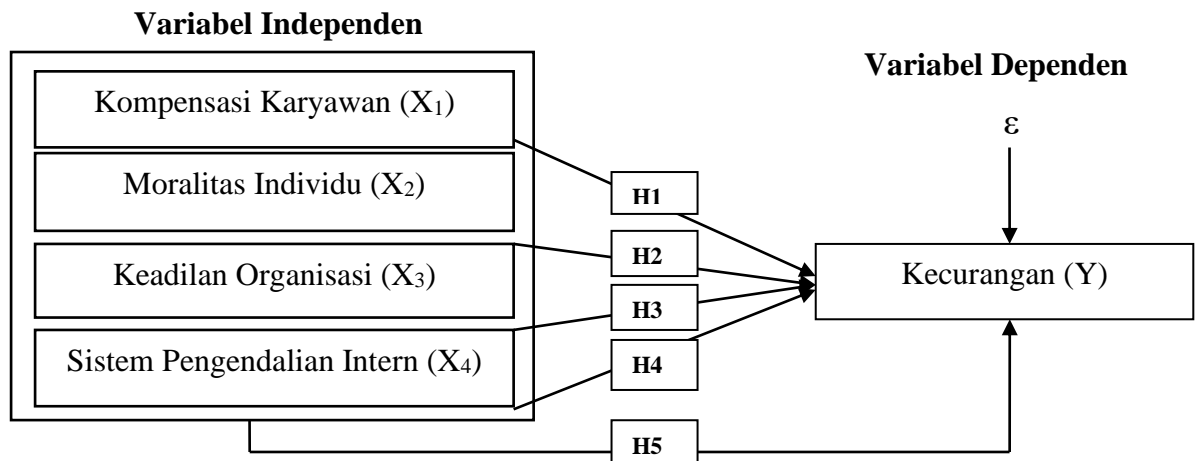 Variabel Independen
Kompensasi Karyawan (X₁)
Moralitas Individu (X₂)
Keadilan Organisasi (X₃)
Sistem Pengendalian Intern (X₄)
H1
H2
H3
H4
H5
Variabel Dependen
ε
Kecurangan (Y)